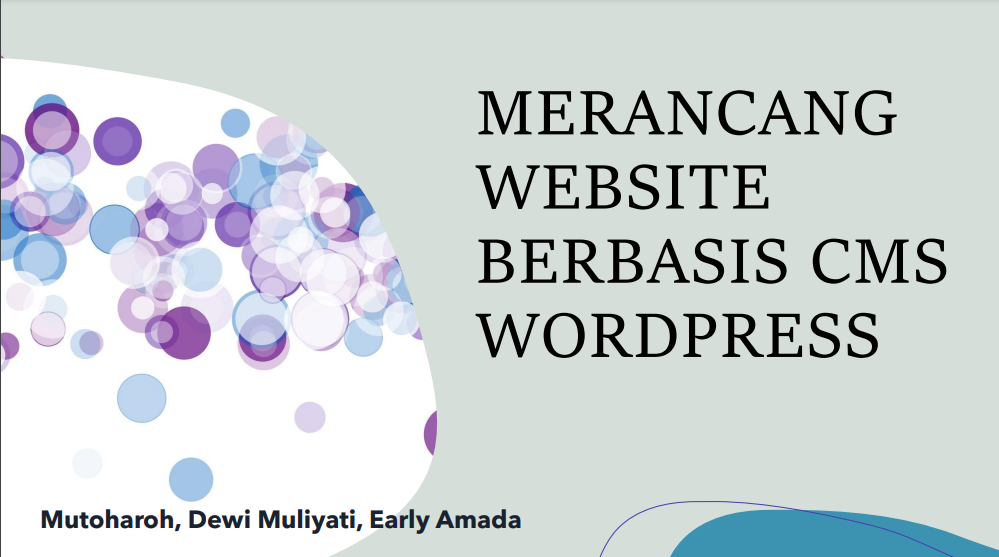 MERANCANG
WEBSITE
BERBASIS CMS
WORDPRESS
Mutoharoh, Dewi Muliyati, Early Amada